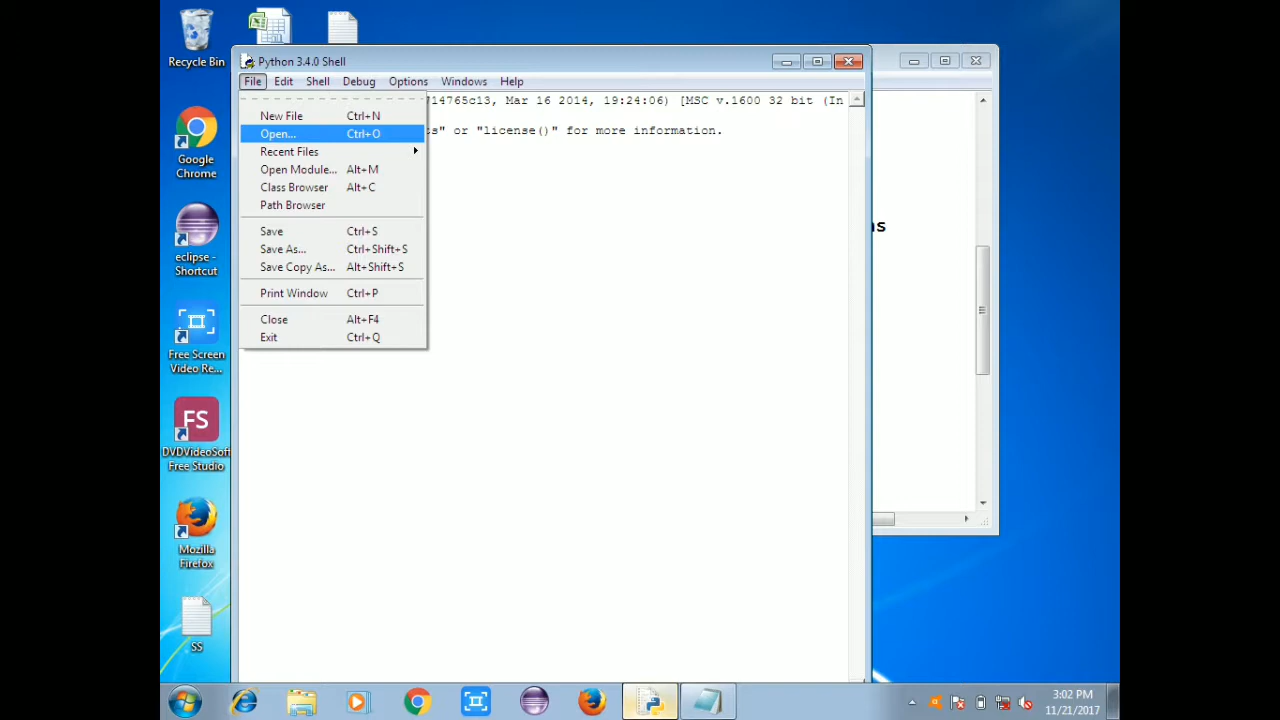 Recycle Bin
Google
Chrome
eclipse -
Shortcut
Free Screen
Video Re...
FS
DVDVideoSoft
Free Studio
Mozilla
Firefox
SS
Python 3.4.0 Shell
File Edit Shell Debug Options Windows Help
714765c13, Mar 16 2014, 19:24:06) [MSC v.1600 32 bit (In
" or "license()" for more information.
New File Ctrl+N
Open... Ctrl+O
Recent Files
Open Module... Alt+M
Class Browser Alt+C
Path Browser
Save Ctrl+S
Save As... Ctrl+Shift+S
Save Copy As... Alt+Shift+S
Print Window Ctrl+P
Close Alt+F4
Exit Ctrl+Q
3:02 PM
11/21/2017